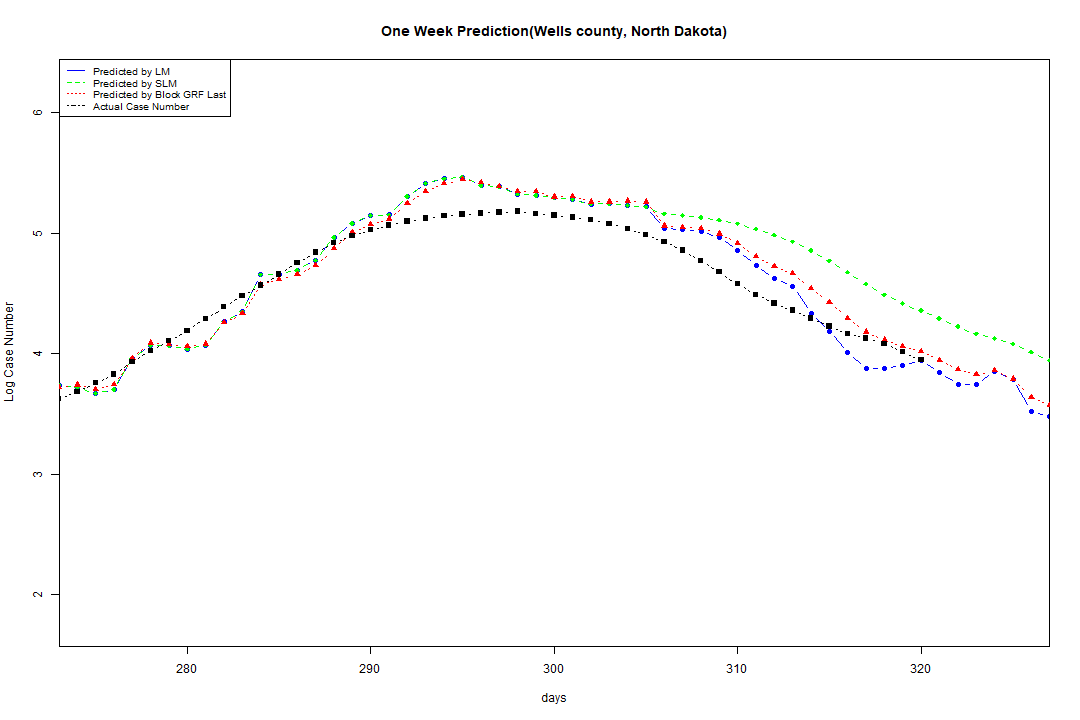 One Week Prediction(Wells county, North Dakota)
Predicted by LM
Predicted by SLM
Predicted by Block GRF Last
Actual Case Number
6
5
4
3
2
Log Case Number
280 290 300 310 320
days